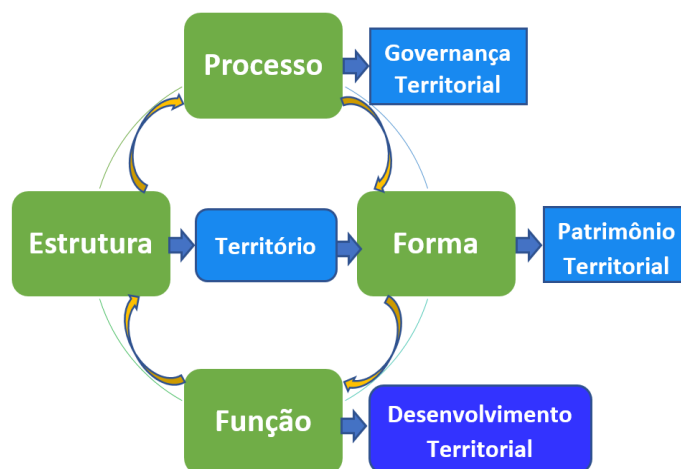 Processo
Governança
Territorial
Estrutura
Território
Forma
Patrimônio
Territorial
Função
Desenvolvimento
Territorial